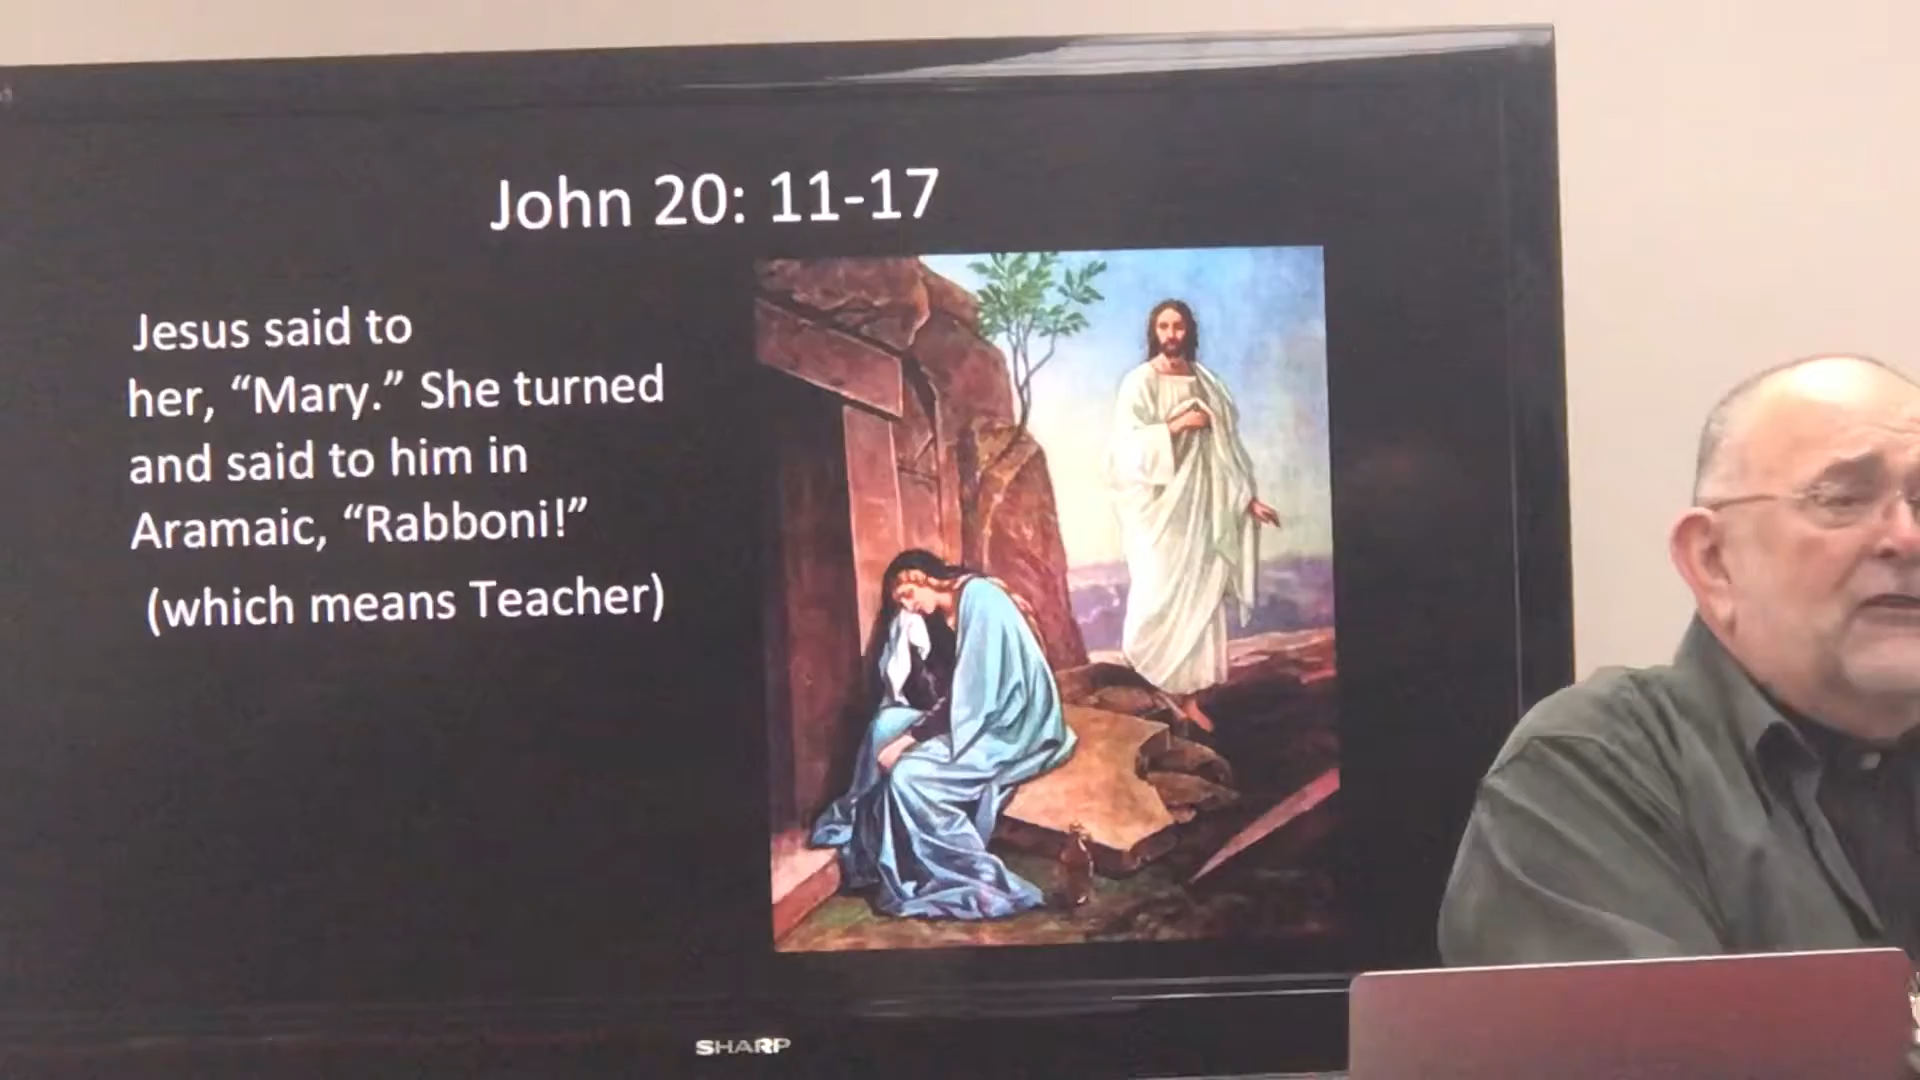 John 20: 11-17
Jesus said to
her, “Mary.” She turned
and said to him in
Aramaic, “Rabboni!”
(which means Teacher)
SHARP